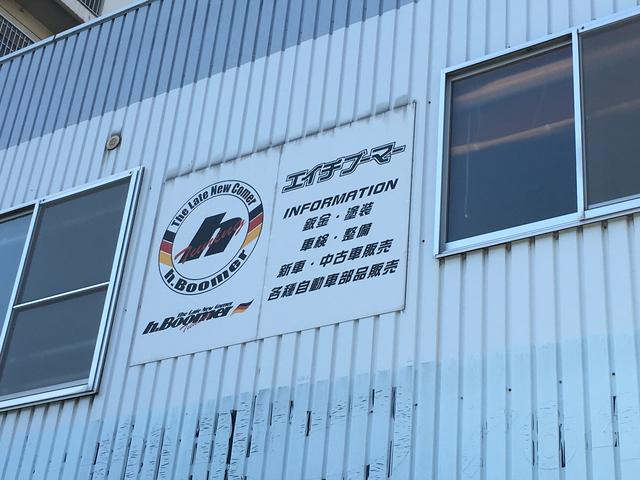 The Late New Comer
h
Tuning
h.Boomer
The Late New Comer
h.Boomer
エイチブーマー
INFORMATION
鈑金・塗装
車検・整備
新車・中古車販売
各種自動車部品販売